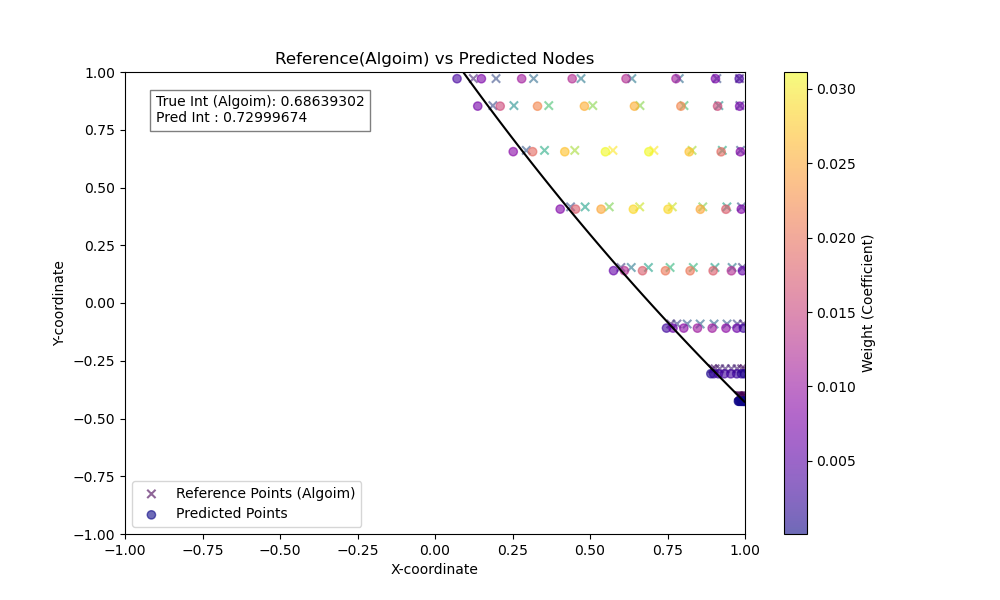 Reference(Algoim) vs Predicted Nodes
True Int (Algoim): 0.68639302
Pred Int : 0.72999674
1.00
0.75
0.50
0.25
0.00
−0.25
−0.50
−0.75
−1.00
Y-coordinate
Reference Points (Algoim)
Predicted Points
−1.00 −0.75 −0.50 −0.25 0.00 0.25 0.50 0.75 1.00
X-coordinate
0.030
0.025
0.020
0.015
0.010
0.005
Weight (Coefficient)